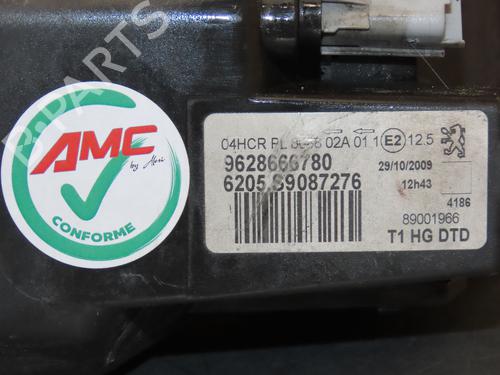 B-PARTS
AMC
by Alcri
CONFORME
04HCR PL 02A 01 1 E2 12.5
9628666780
29/10/2009
6205.S9087276
12h43
4186
89001966
T1 HG DTD